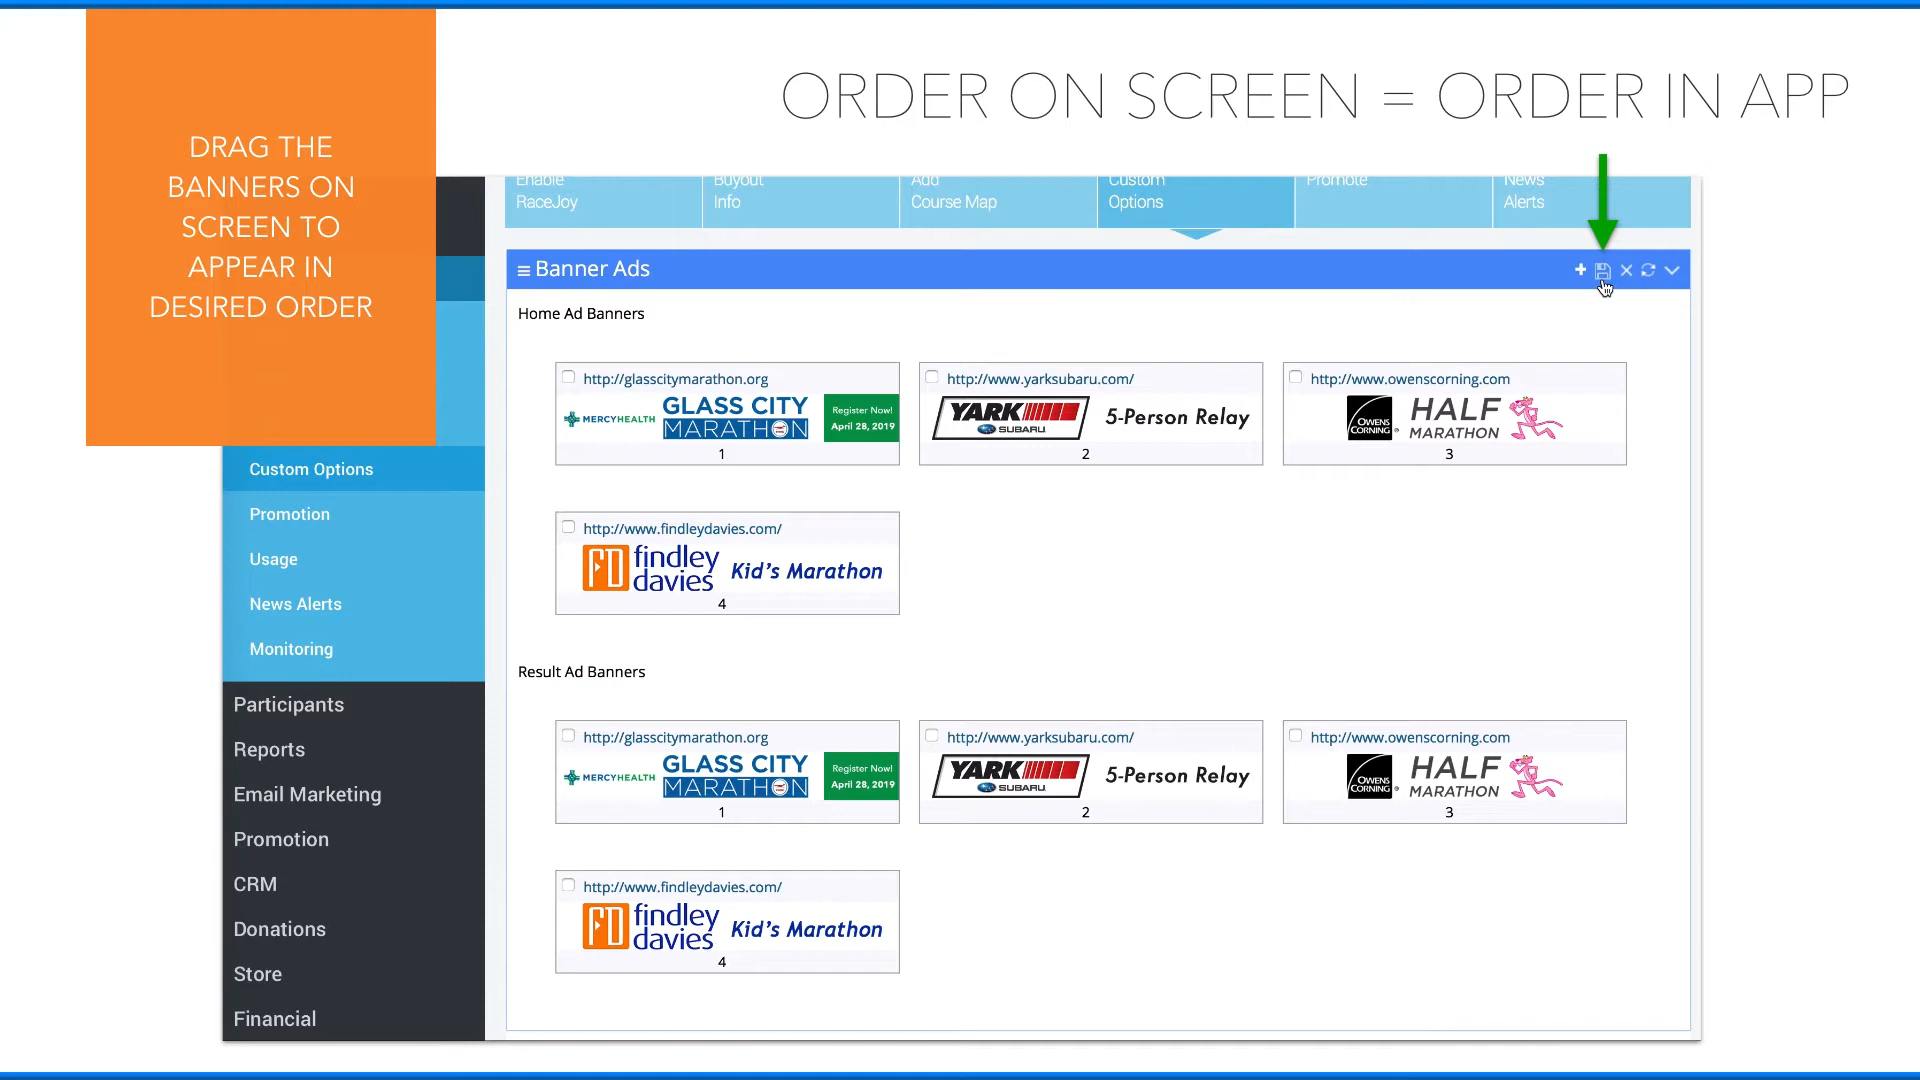 ORDER ON SCREEN = ORDER IN APP
DRAG THE
BANNERS ON
SCREEN TO
APPEAR IN
DESIRED ORDER
Enable
RaceJoy
Buyout
Info
Add
Course Map
Custom
Options
Promote
News
Alerts
Banner Ads
Home Ad Banners
http://glasscitymarathon.org
MERCYHEALTH
GLASS CITY
MARATHON
Register Now!
April 28, 2019
1
http://www.yarksubaru.com/
YARK
SUBARU
5-Person Relay
2
http://www.owenscorning.com
OWENS
CORNING
HALF
MARATHON
3
http://www.findleydavies.com/
FD
findley
davies
Kid's Marathon
4
Result Ad Banners
http://glasscitymarathon.org
MERCYHEALTH
GLASS CITY
MARATHON
Register Now!
April 28, 2019
1
http://www.yarksubaru.com/
YARK
SUBARU
5-Person Relay
2
http://www.owenscorning.com
OWENS
CORNING
HALF
MARATHON
3
http://www.findleydavies.com/
FD
findley
davies
Kid's Marathon
4
Custom Options
Promotion
Usage
News Alerts
Monitoring
Participants
Reports
Email Marketing
Promotion
CRM
Donations
Store
Financial